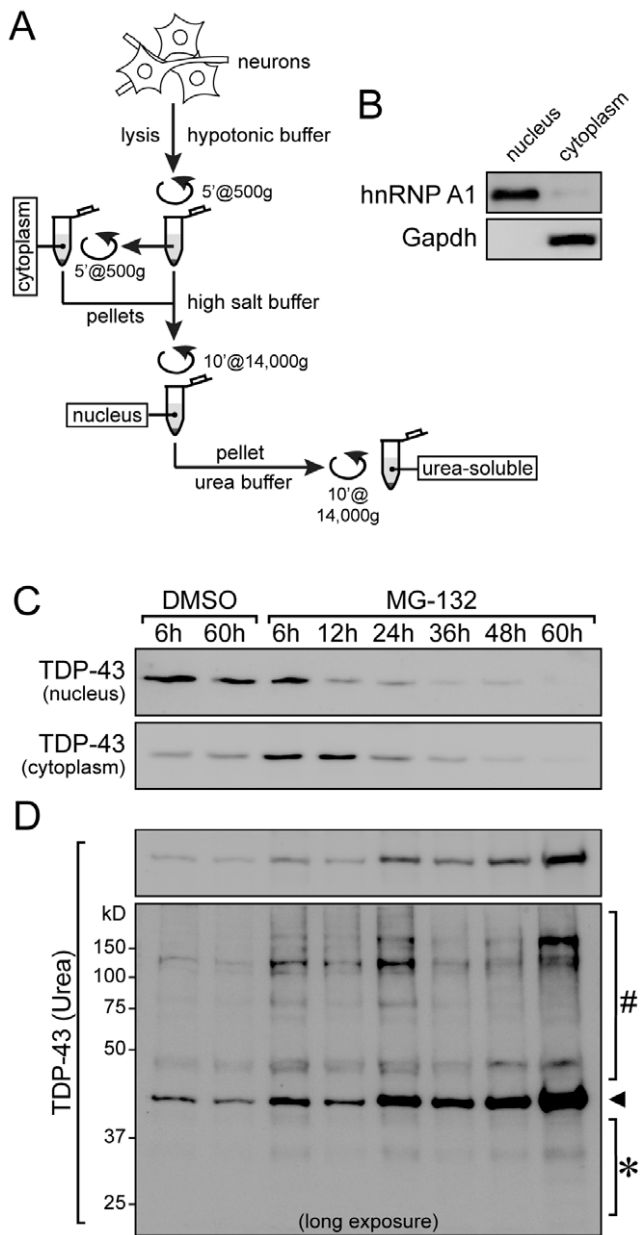 A
neurons
lysis hypotonic buffer
5'@500g
cytoplasm
5'@500g
pellets high salt buffer
10'@14,000g
nucleus
pellet
urea buffer
urea-soluble
10'@
14,000g
B
nucleus cytoplasm
hnRNP A1
Gapdh
C
DMSO MG-132
6h 60h 6h 12h 24h 36h 48h 60h
TDP-43
(nucleus)
TDP-43
(cytoplasm)
D
TDP-43 (Urea)
kD
150
100
75
50
37
25
#
*
(long exposure)